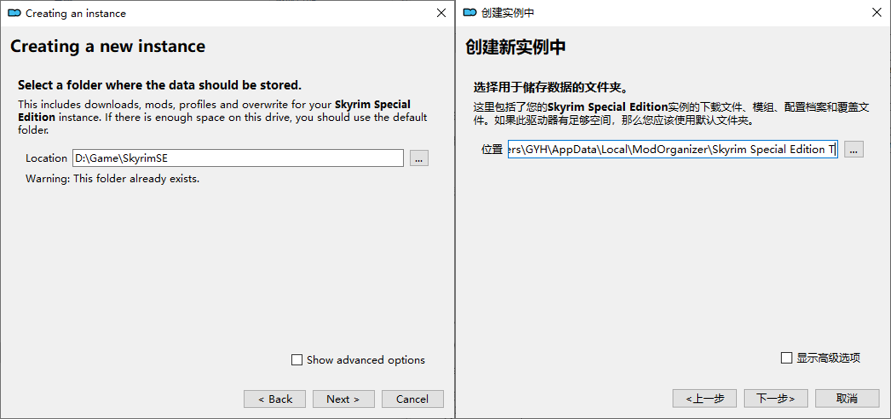 Creating an instance
Creating a new instance
Select a folder where the data should be stored.
This includes downloads, mods, profiles and overwrite for your Skyrim Special
Edition instance. If there is enough space on this drive, you should use the default
folder.
Location D:\Game\SkyrimSE ...
Warning: This folder already exists.
Show advanced options
< Back Next > Cancel
创建实例中
创建新实例中
选择用于储存数据的文件夹。
这里包括了您的Skyrim Special Edition实例的下载文件、模组、配置档案和覆盖文
件。如果此驱动器有足够空间，那么您应该使用默认文件夹。
位置 ers\GYH\AppData\Local\ModOrganizer\Skyrim Special Edition T ...
显示高级选项
<上一步 下一步> 取消